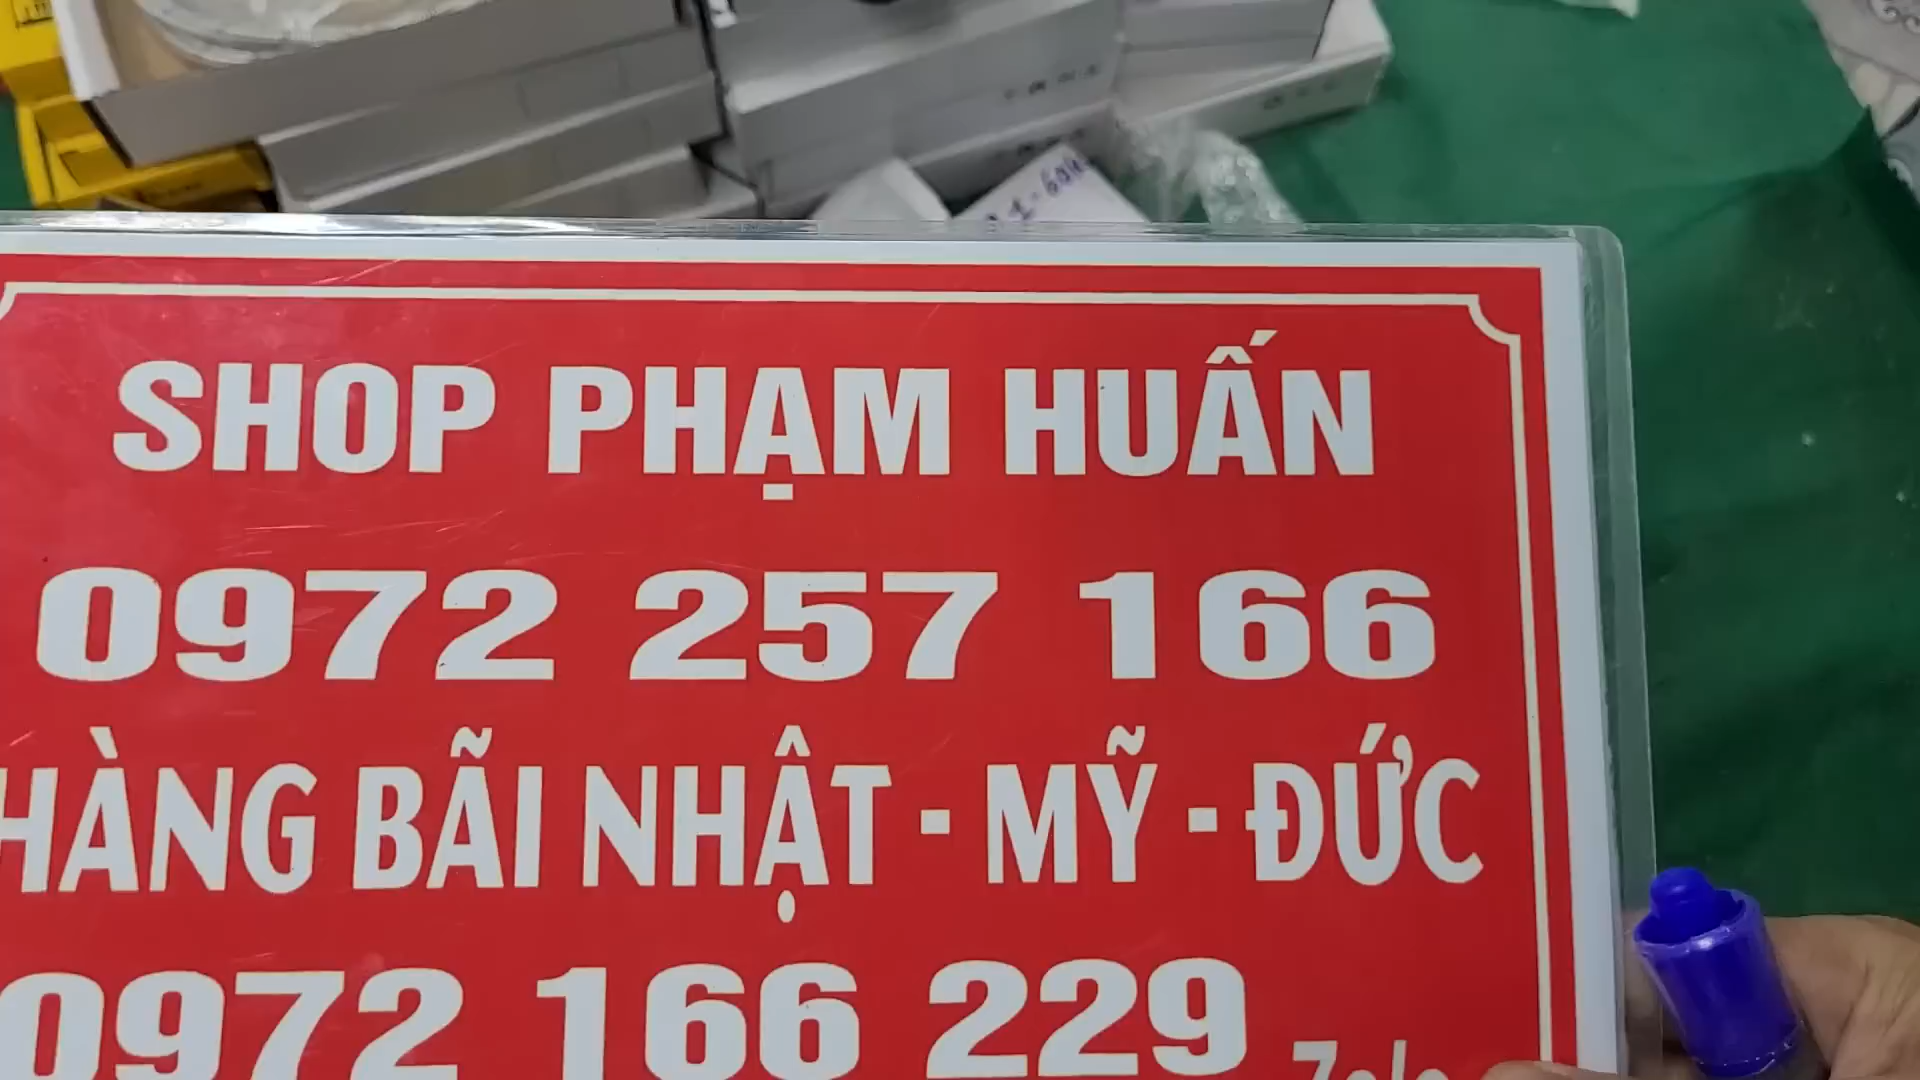 SHOP PHẠM HUẤN
0972 257 166
HÀNG BÃI NHẬT - MỸ - ĐỨC
0972 166 229